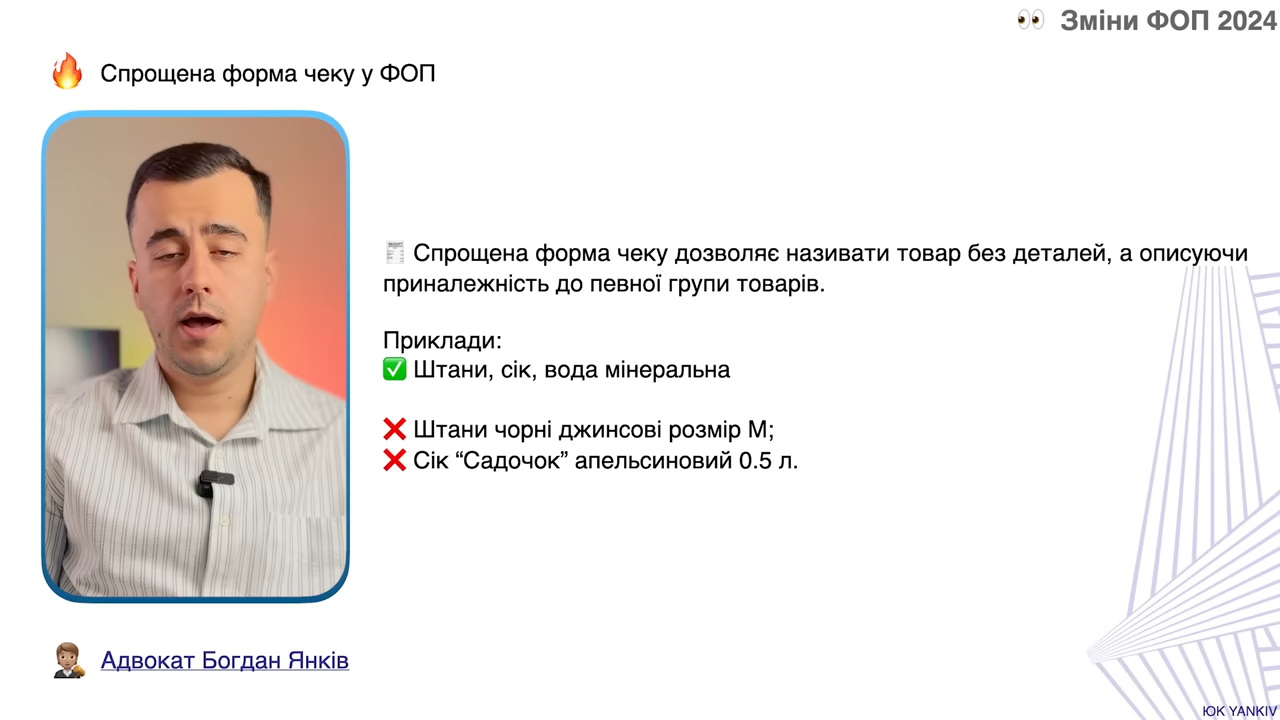 Зміни ФОП 2024
Спрощена форма чеку у ФОП
Спрощена форма чеку дозволяє називати товар без деталей, а описуючи
приналежність до певної групи товарів.
Приклади:
Штани, сік, вода мінеральна
Штани чорні джинсові розмір М;
Сік “Садочок” апельсиновий 0.5 л.
Адвокат Богдан Янків
ЮК YANKIV